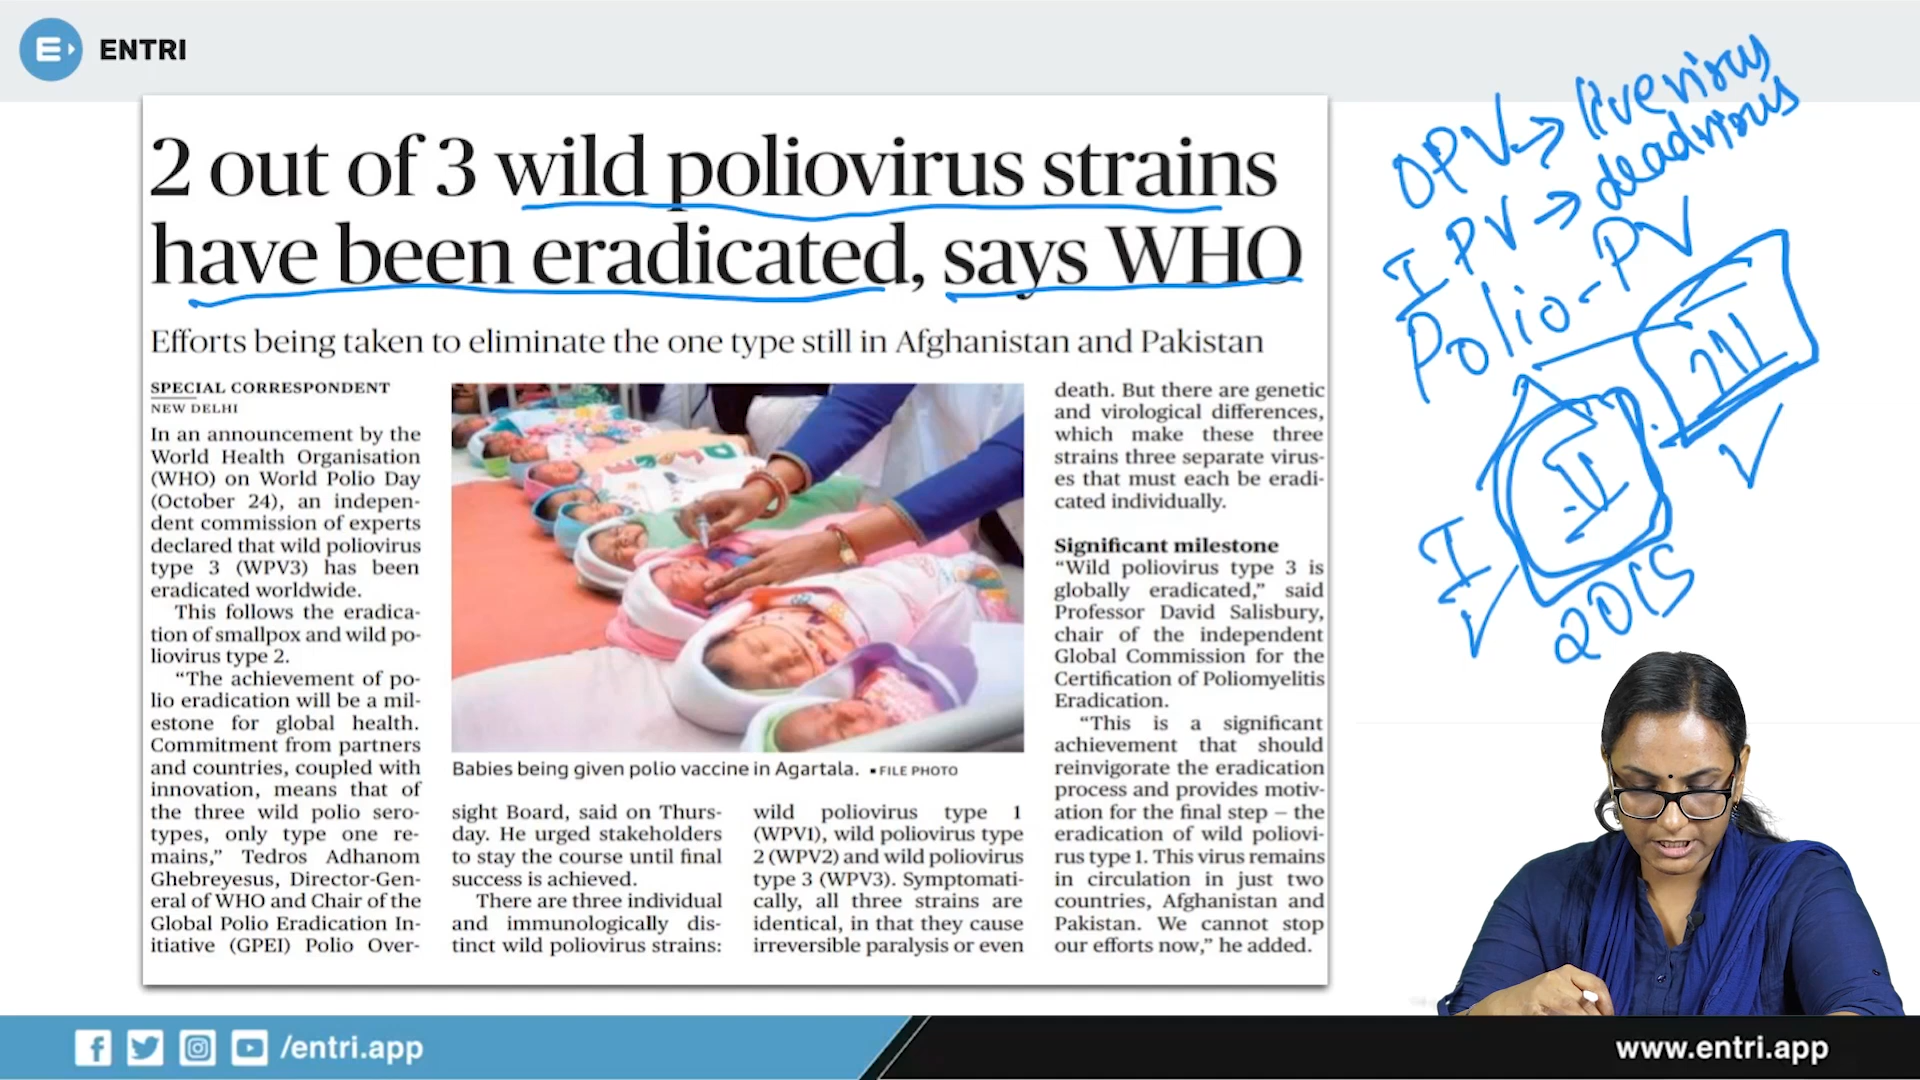 ENTRI
2 out of 3 wild poliovirus strains
have been eradicated, says WHO
Efforts being taken to eliminate the one type still in Afghanistan and Pakistan
SPECIAL CORRESPONDENT
NEW DELHI
In an announcement by the
World Health Organisation
(WHO) on World Polio Day
(October 24), an indepen-
dent commission of experts
declared that wild poliovirus
type 3 (WPV3) has been
eradicated worldwide.
This follows the eradica-
tion of smallpox and wild po-
liovirus type 2.
“The achievement of po-
lio eradication will be a mil-
estone for global health.
Commitment from partners
and countries, coupled with
innovation, means that of
the three wild polio sero-
types, only type one re-
mains,” Tedros Adhanom
Ghebreyesus, Director-Gen-
eral of WHO and Chair of the
Global Polio Eradication In-
itiative (GPEI) Polio Over-
Babies being given polio vaccine in Agartala. ▪ FILE PHOTO
sight Board, said on Thurs-
day. He urged stakeholders
to stay the course until final
success is achieved.
There are three individual
and immunologically dis-
tinct wild poliovirus strains:
wild poliovirus type 1
(WPV1), wild poliovirus type
2 (WPV2) and wild poliovirus
type 3 (WPV3). Symptomati-
cally, all three strains are
identical, in that they cause
irreversible paralysis or even
death. But there are genetic
and virological differences,
which make these three
strains three separate virus-
es that must each be eradi-
cated individually.
Significant milestone
“Wild poliovirus type 3 is
globally eradicated,” said
Professor David Salisbury,
chair of the independent
Global Commission for the
Certification of Poliomyelitis
Eradication.
“This is a significant
achievement that should
reinvigorate the eradication
process and provides motiv-
ation for the final step – the
eradication of wild poliovi-
rus type 1. This virus remains
in circulation in just two
countries, Afghanistan and
Pakistan. We cannot stop
our efforts now,” he added.
OPV → live virus
IPV → dead virus
Polio - PV
III
II
I
2015
/entri.app
www.entri.app